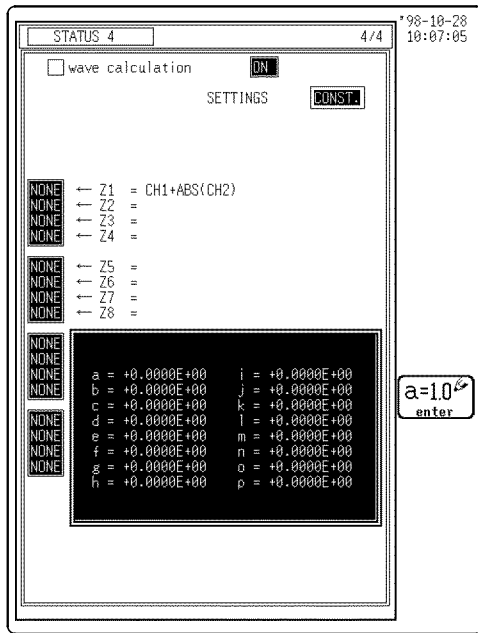 '98-10-28
STATUS 4 4/4 10:07:05
wave calculation ON
SETTINGS CONST.
NONE ← Z1 = CH1+ABS(CH2)
NONE ← Z2 =
NONE ← Z3 =
NONE ← Z4 =
NONE ← Z5 =
NONE ← Z6 =
NONE ← Z7 =
NONE ← Z8 =
NONE
NONE
NONE
NONE
NONE
NONE
NONE
NONE
a = +0.0000E+00 i = +0.0000E+00
b = +0.0000E+00 j = +0.0000E+00
c = +0.0000E+00 k = +0.0000E+00
d = +0.0000E+00 l = +0.0000E+00
e = +0.0000E+00 m = +0.0000E+00
f = +0.0000E+00 n = +0.0000E+00
g = +0.0000E+00 o = +0.0000E+00
h = +0.0000E+00 p = +0.0000E+00
a=1.0
enter